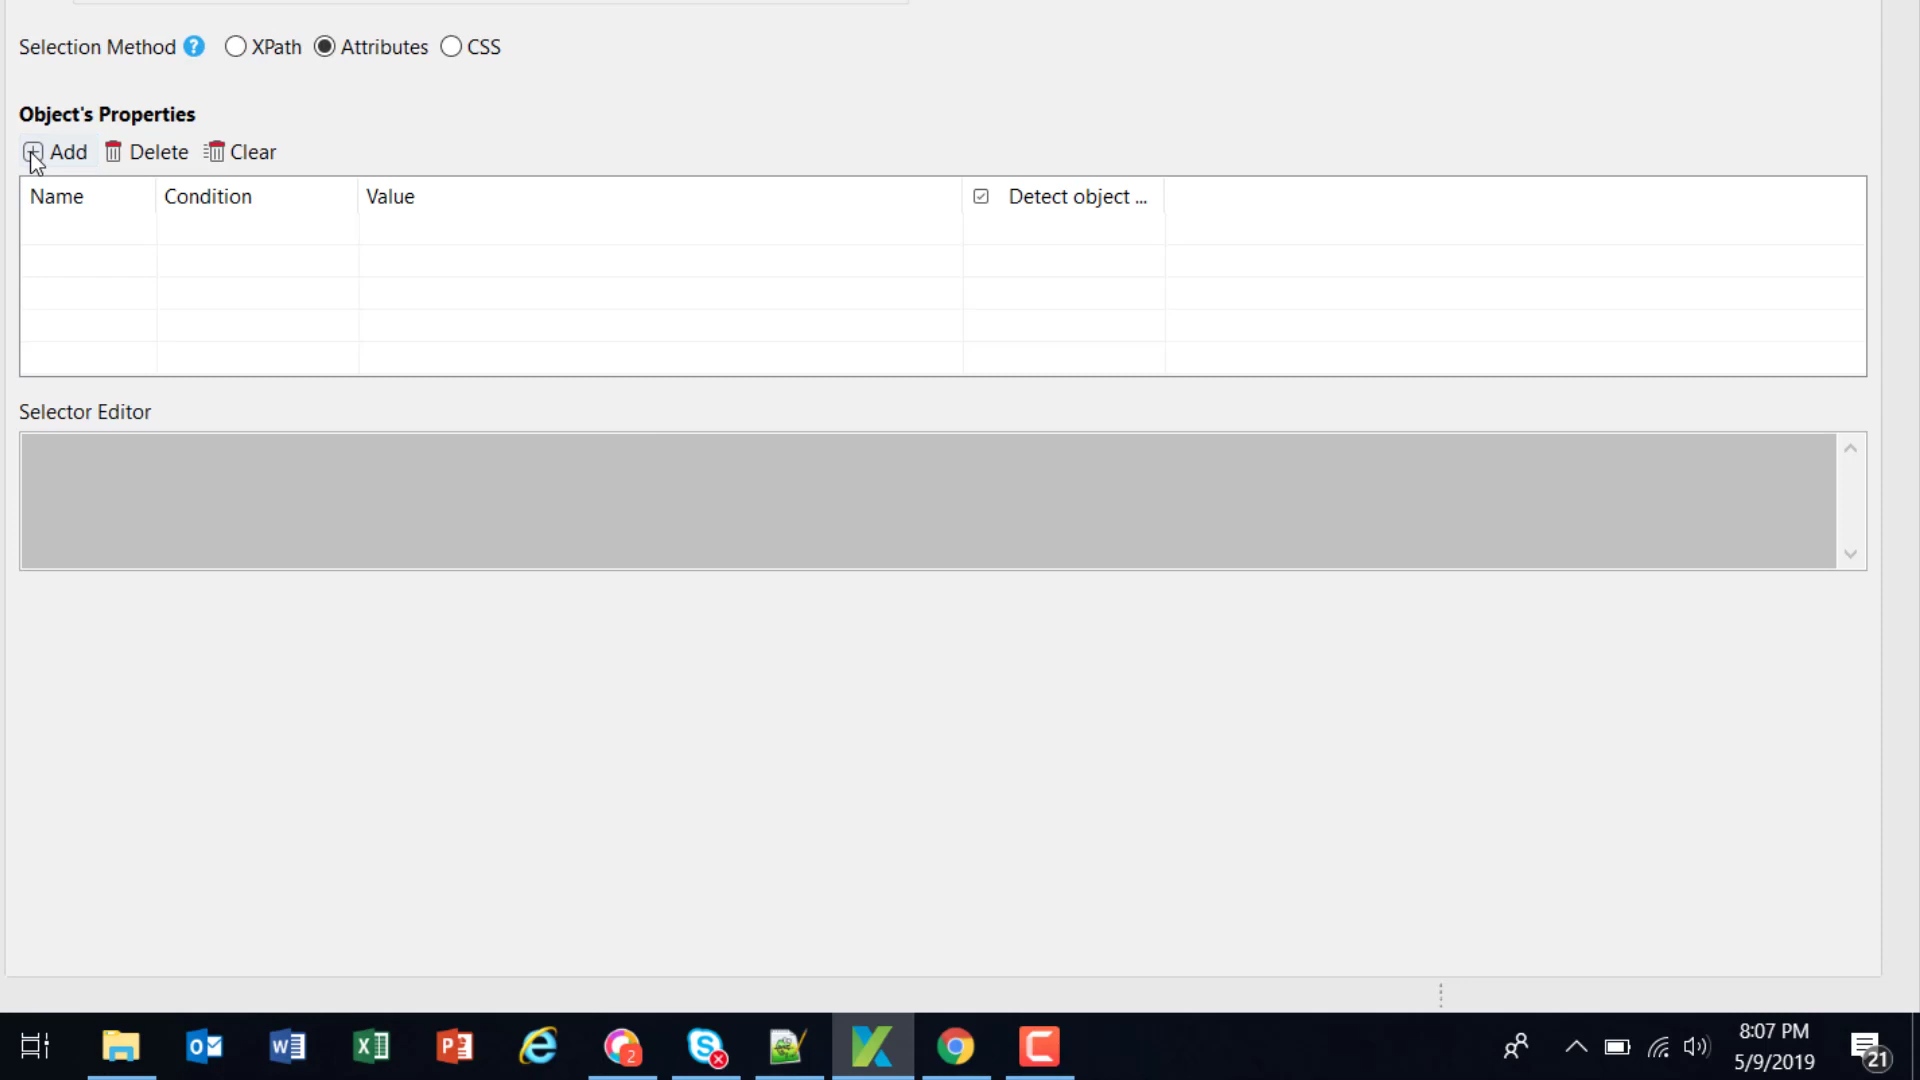 Selection Method ? XPath Attributes CSS
Object's Properties
Add Delete Clear
Name Condition Value Detect object ...
Selector Editor
8:07 PM
5/9/2019
2
21